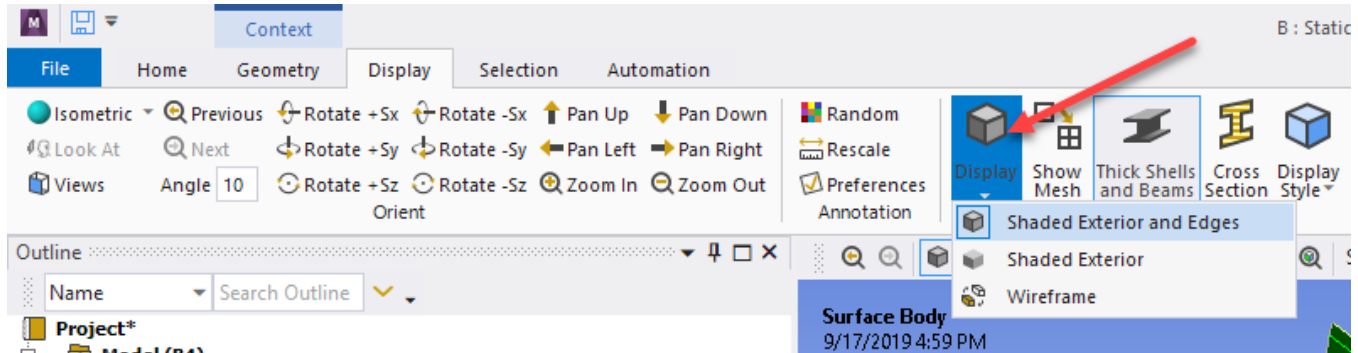 M
Context
B : Static
File Home Geometry Display Selection Automation
Isometric Previous Rotate +Sx Rotate -Sx Pan Up Pan Down Random
Look At Next Rotate +Sy Rotate -Sy Pan Left Pan Right Rescale
Views Angle 10 Rotate +Sz Rotate -Sz Zoom In Zoom Out Preferences
Orient
Annotation
Display
Show
Mesh
Thick Shells
and Beams
Cross
Section
Display
Style
Shaded Exterior and Edges
Shaded Exterior
Wireframe
Outline
Name Search Outline
Project*
Model (B4)
Surface Body
9/17/2019 4:59 PM